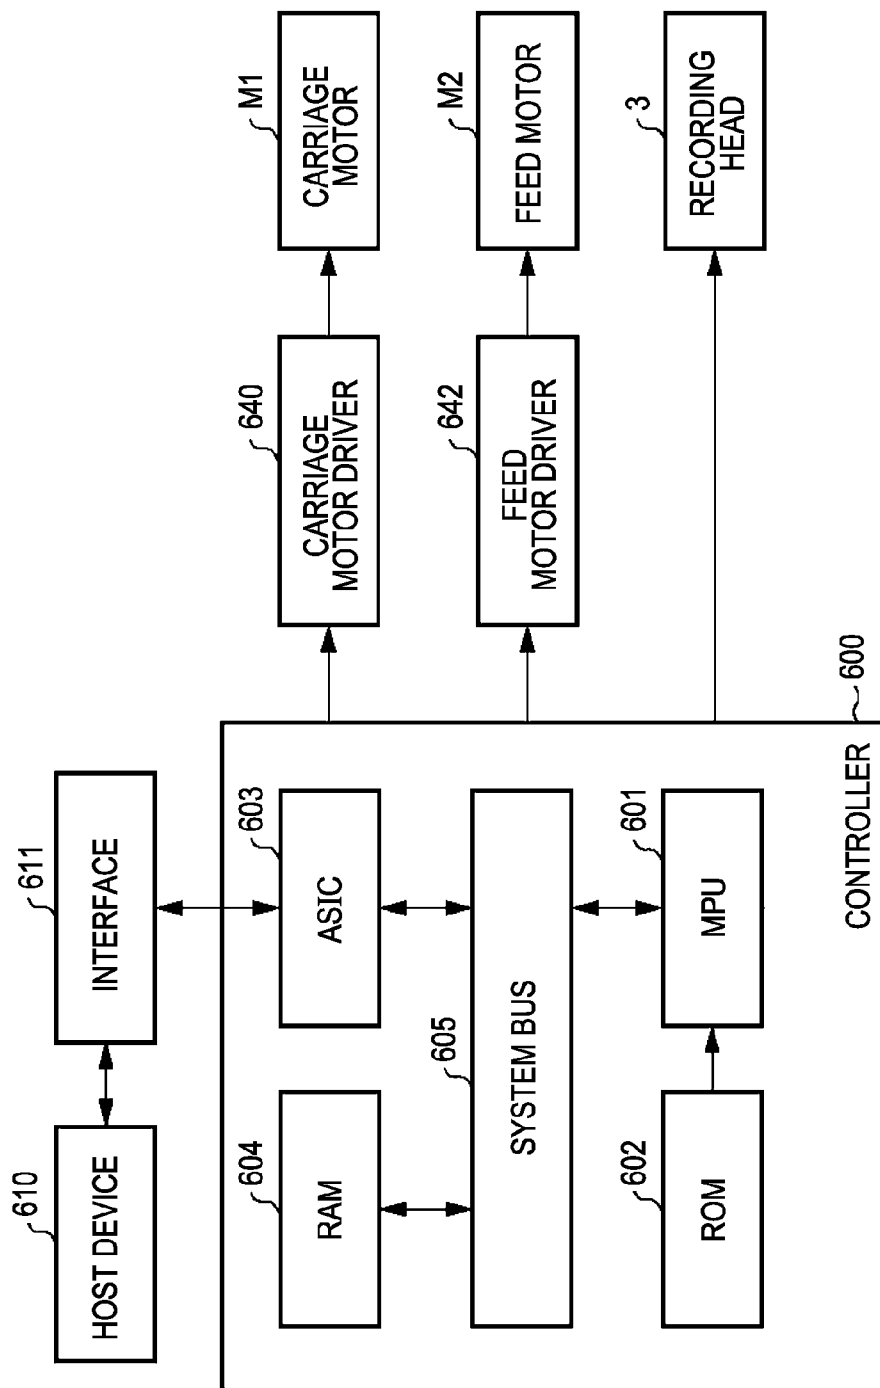 610
HOST DEVICE
611
INTERFACE
600
CONTROLLER
604
RAM
603
ASIC
605
SYSTEM BUS
602
ROM
601
MPU
640
CARRIAGE
MOTOR DRIVER
M1
CARRIAGE
MOTOR
642
FEED
MOTOR DRIVER
M2
FEED MOTOR
3
RECORDING
HEAD